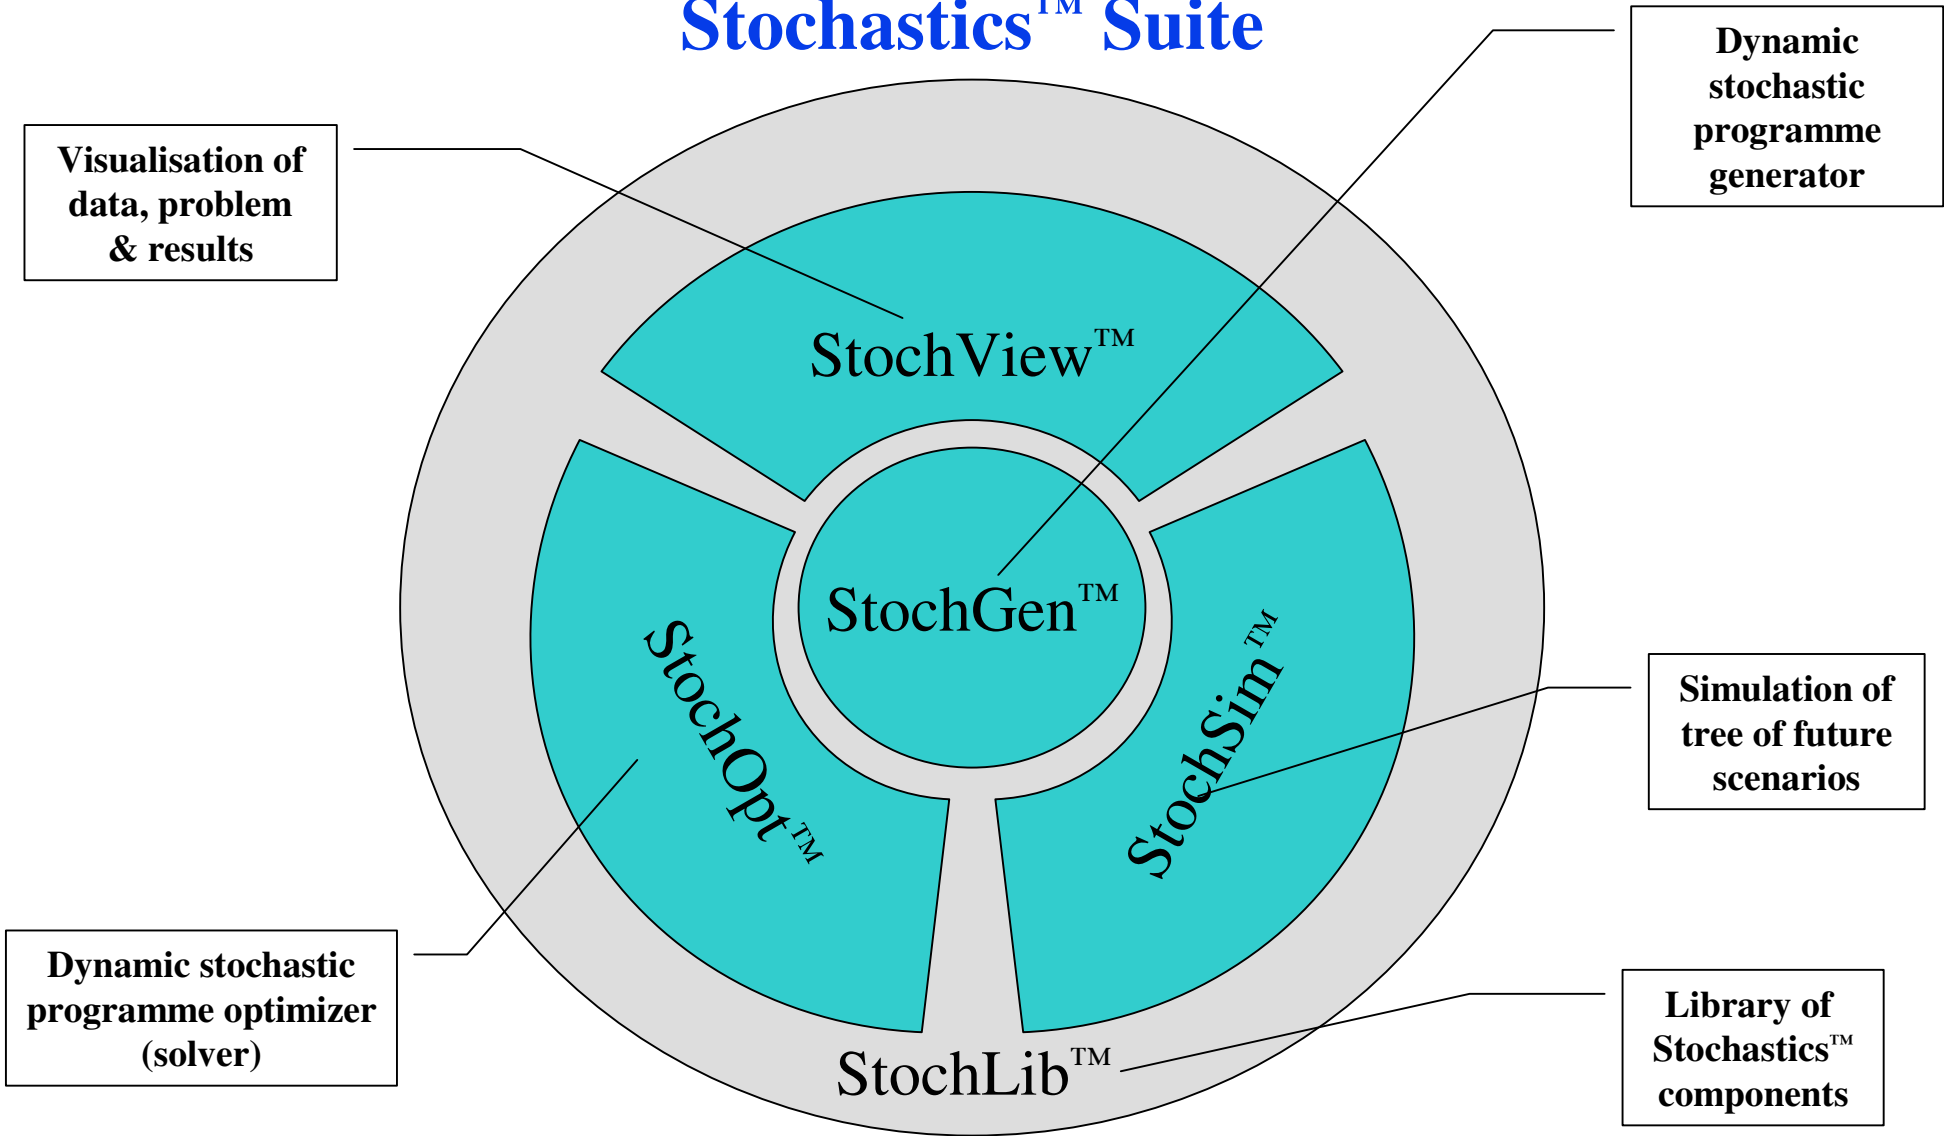 Stochastics™ Suite
Dynamic
stochastic
programme
generator
Visualisation of
data, problem
& results
StochView™
StochGen™
StochOpt™
StochSim™
Simulation of
tree of future
scenarios
Dynamic stochastic
programme optimizer
(solver)
Library of
Stochastics™
components
StochLib™